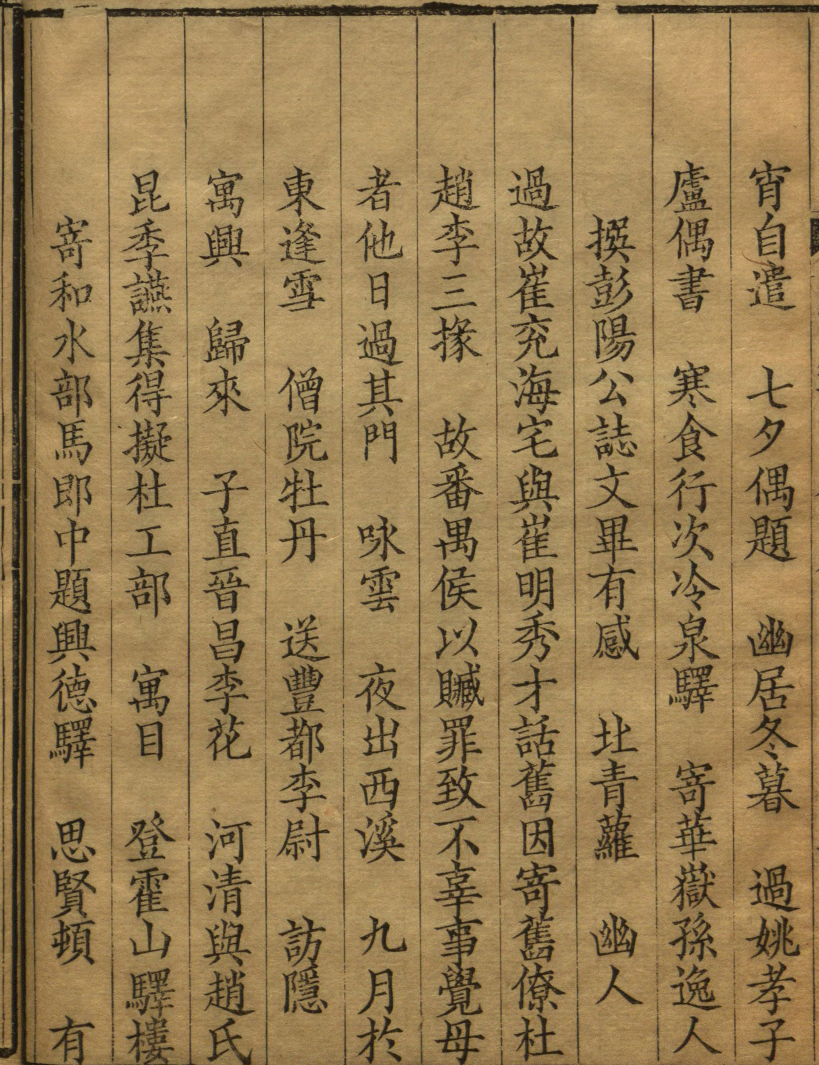 宵自遣　七夕偶題　幽居冬暮　過姚孝子
廬偶書　寒食行次冷泉驛　寄華嶽孫逸人
撰彭陽公誌文畢有感　北青蘿　幽人
過故崔兖海宅與崔明秀才話舊因寄舊僚杜
趙李三掾　故番禺侯以贓罪致不辜事覺母
者他日過其門　咏雲　夜出西溪　九月於
東逢雪　僧院牡丹　送豐都李尉　訪隱
寓興　歸來　子直晉昌李花　河清與趙氏
昆季讌集得擬杜工部　寓目　登霍山驛樓
寄和水部馬郎中題興德驛　思賢頓　有